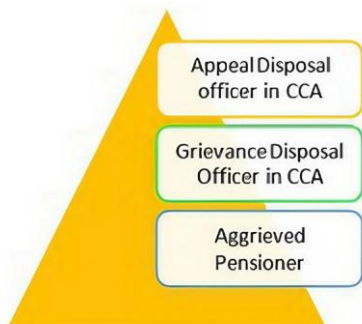 Appeal Disposal
officer in CCA
Grievance Disposal
Officer in CCA
Aggrieved
Pensioner